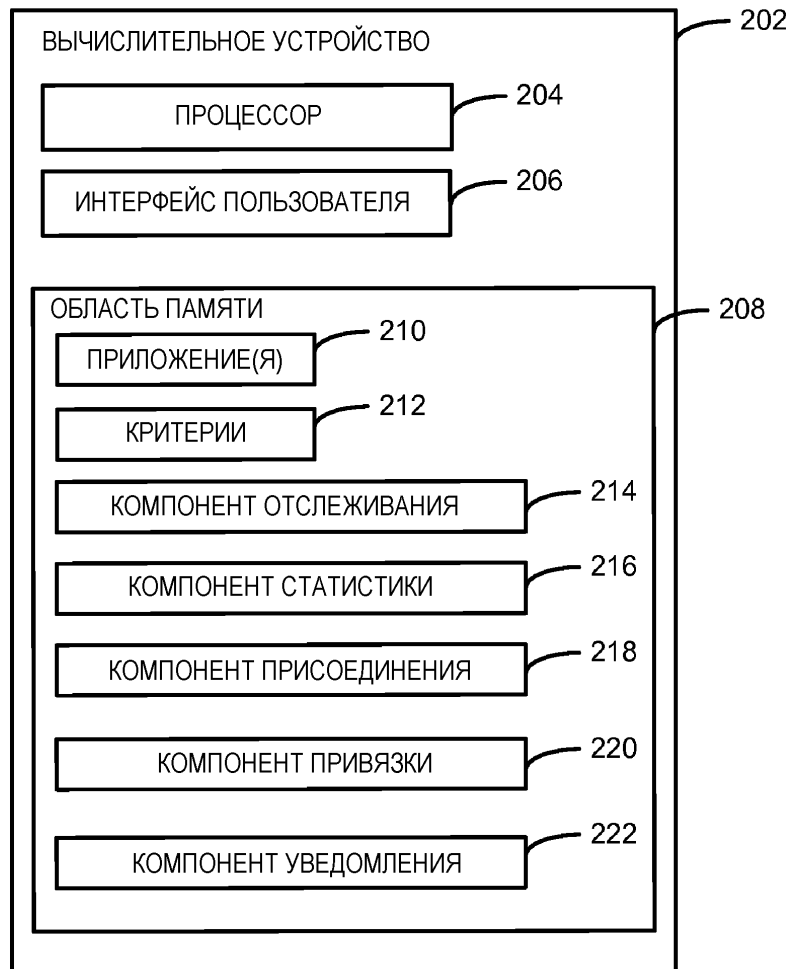 ВЫЧИСЛИТЕЛЬНОЕ УСТРОЙСТВО
202
ПРОЦЕССОР
204
ИНТЕРФЕЙС ПОЛЬЗОВАТЕЛЯ
206
ОБЛАСТЬ ПАМЯТИ
208
ПРИЛОЖЕНИЕ(Я)
210
КРИТЕРИИ
212
КОМПОНЕНТ ОТСЛЕЖИВАНИЯ
214
КОМПОНЕНТ СТАТИСТИКИ
216
КОМПОНЕНТ ПРИСОЕДИНЕНИЯ
218
КОМПОНЕНТ ПРИВЯЗКИ
220
КОМПОНЕНТ УВЕДОМЛЕНИЯ
222